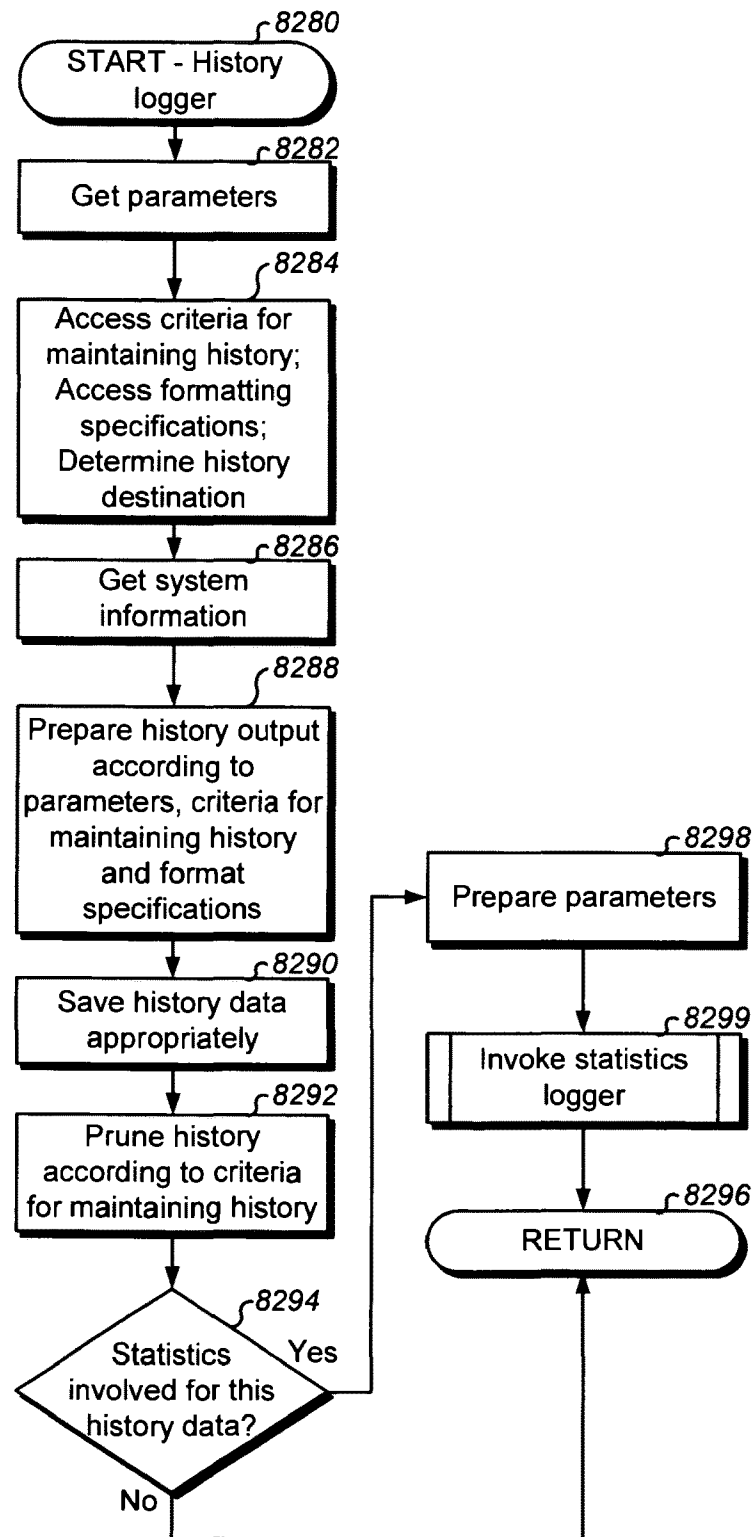 8280
START - History
logger
8282
Get parameters
8284
Access criteria for
maintaining history;
Access formatting
specifications;
Determine history
destination
8286
Get system
information
8288
Prepare history output
according to
parameters, criteria for
maintaining history
and format
specifications
8290
Save history data
appropriately
8292
Prune history
according to criteria
for maintaining history
8294
Statistics
involved for this
history data?
Yes
No
8298
Prepare parameters
8299
Invoke statistics
logger
8296
RETURN